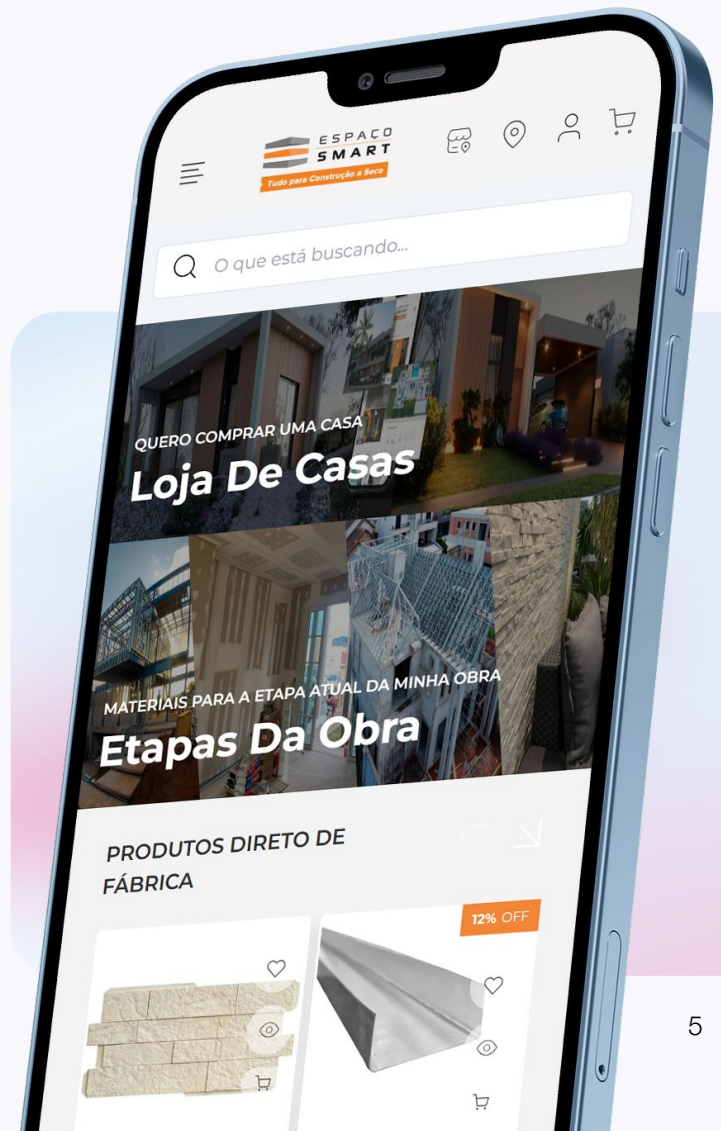 ESPAÇO
SMART
Tudo para Construção a Seco
O que está buscando...
QUERO COMPRAR UMA CASA
Loja De Casas
MATERIAIS PARA A ETAPA ATUAL DA MINHA OBRA
Etapas Da Obra
PRODUTOS DIRETO DE
FÁBRICA
12% OFF
5